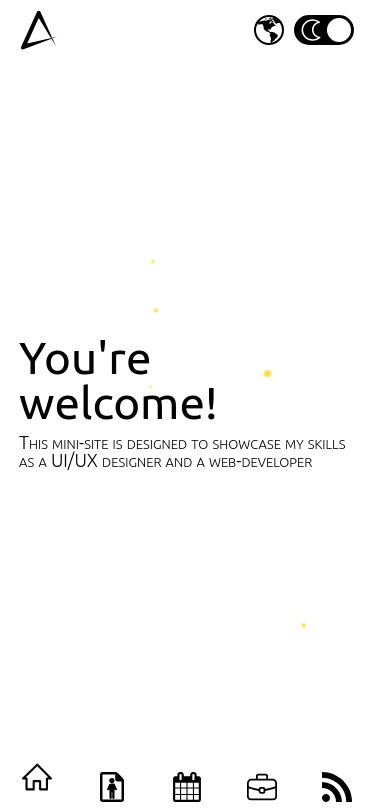 You're
welcome!
This mini-site is designed to showcase my skills
as a UI/UX designer and a web-developer